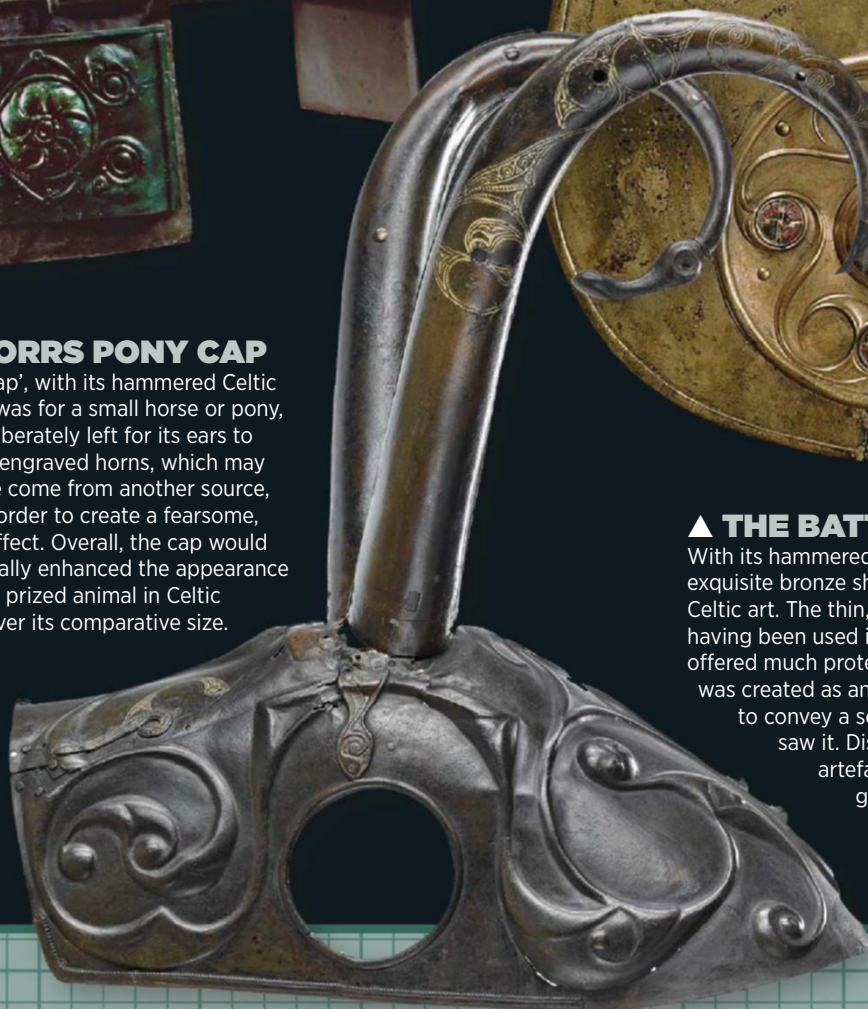 ORRS PONY CAP
ap’, with its hammered Celtic
was for a small horse or pony,
berately left for its ears to
engraved horns, which may
e come from another source,
order to create a fearsome,
ffect. Overall, the cap would
ally enhanced the appearance
prized animal in Celtic
ver its comparative size.
▲ THE BATT
With its hammered
exquisite bronze sh
Celtic art. The thin,
having been used i
offered much prote
was created as an
to convey a se
saw it. Dis
artefa
g